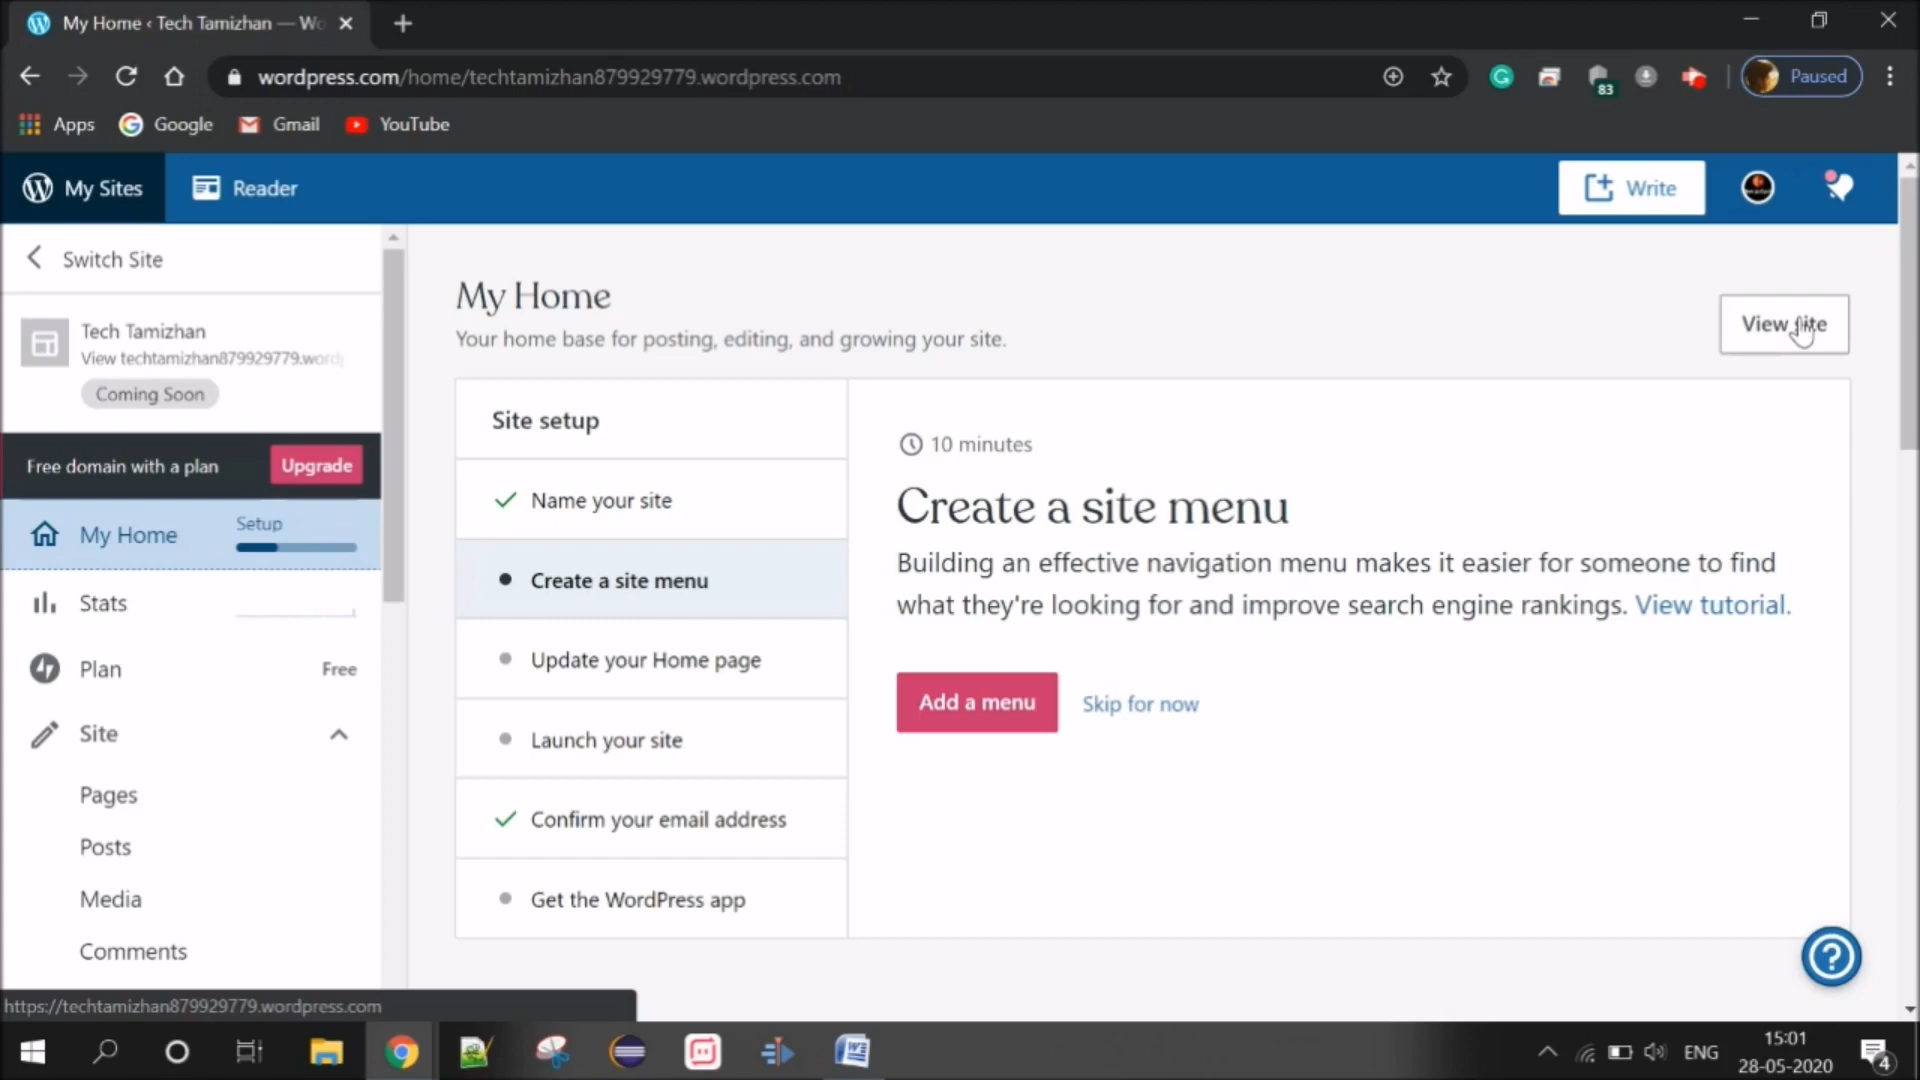 My Home ‹ Tech Tamizhan — Wo
wordpress.com/home/techtamizhan879929779.wordpress.com
83
Paused
Apps
Google
Gmail
YouTube
My Sites
Reader
Write
Switch Site
Tech Tamizhan
View techtamizhan879929779.word
Coming Soon
Free domain with a plan
Upgrade
My Home
Setup
Stats
Plan
Free
Site
Pages
Posts
Media
Comments
My Home
Your home base for posting, editing, and growing your site.
View site
Site setup
Name your site
Create a site menu
Update your Home page
Launch your site
Confirm your email address
Get the WordPress app
10 minutes
Create a site menu
Building an effective navigation menu makes it easier for someone to find
what they're looking for and improve search engine rankings. View tutorial.
Add a menu
Skip for now
https://techtamizhan879929779.wordpress.com
ENG
15:01
28-05-2020
4